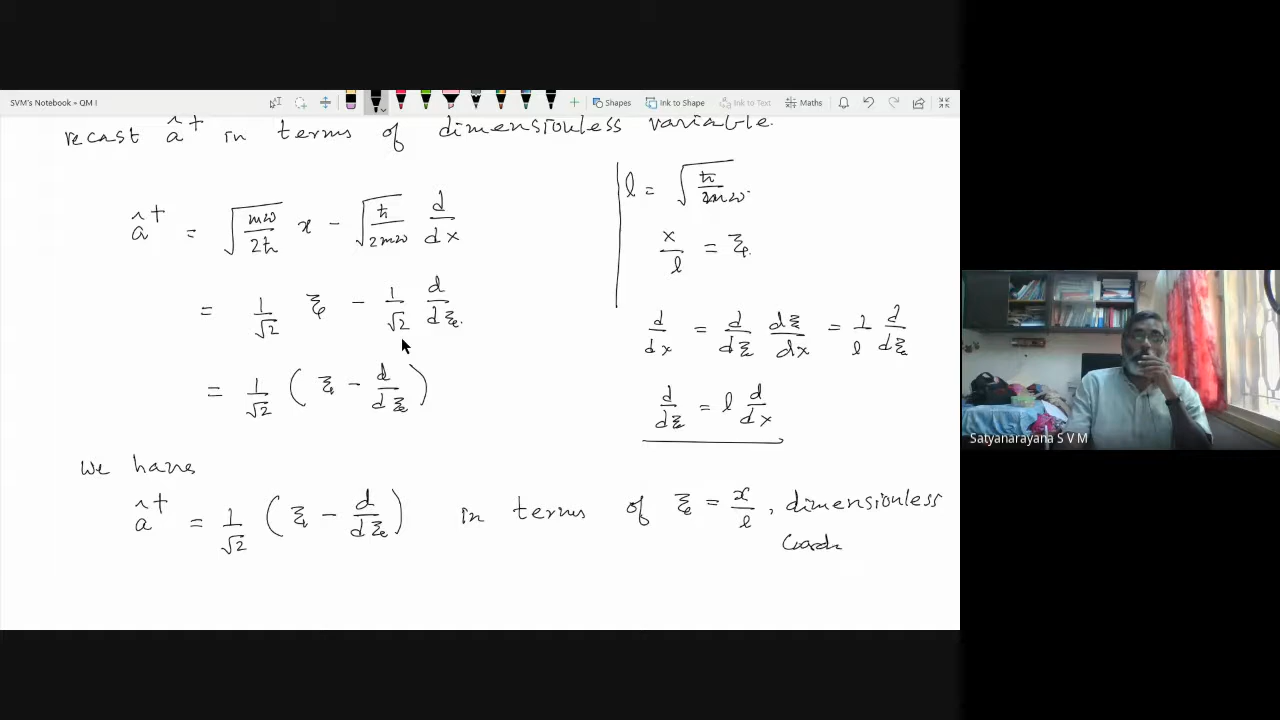 SVM's Notebook » QM I
Shapes Ink to Shape Ink to Text Maths
recast â† in terms of dimensionless variable.
â† = √(mω/2ħ) x − √(ħ/2mω) d/dx
= 1/√2 ξ − 1/√2 d/dξ.
= 1/√2 ( ξ − d/dξ )
l = √(ħ/mω).
x/l = ξ.
d/dx = d/dξ dξ/dx = 1/l d/dξ
d/dξ = l d/dx
We have
â† = 1/√2 ( ξ − d/dξ ) in terms of ξ = x/l, dimensionless
Satyanarayana S V M